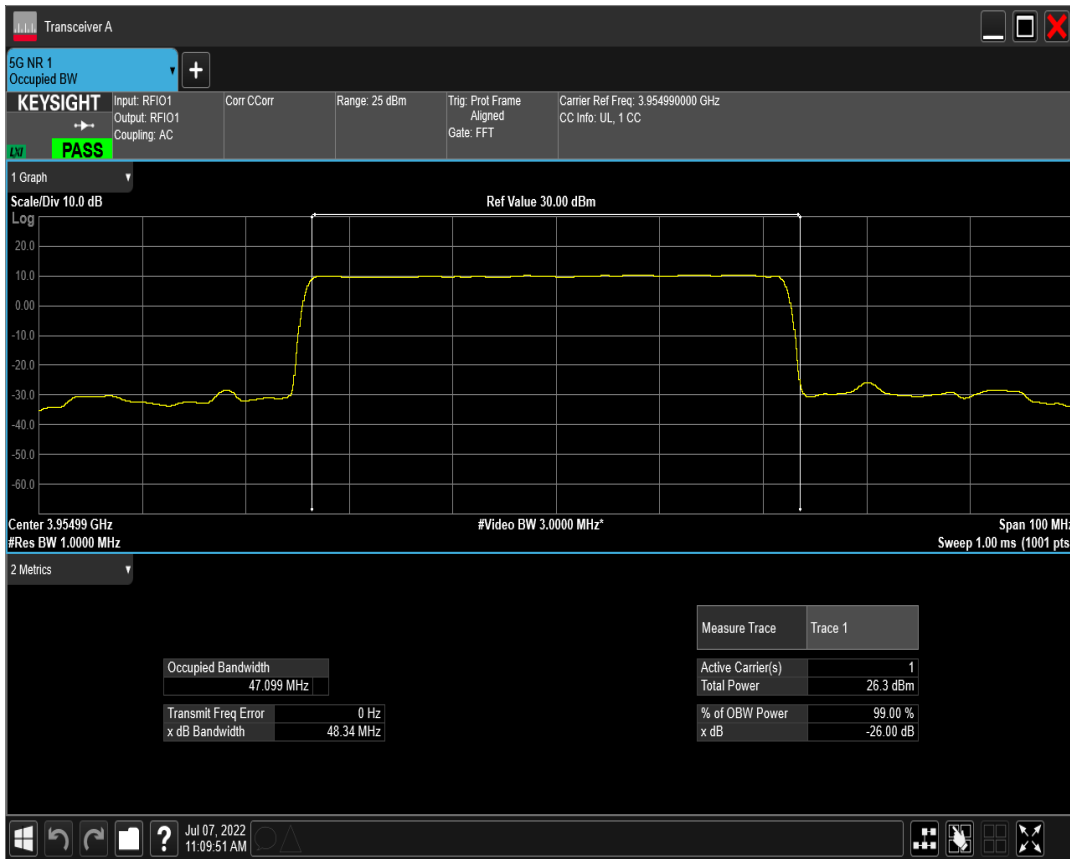 Transceiver A
5G NR 1
Occupied BW
KEYSIGHT
LXI
PASS
Input: RFIO1
Output: RFIO1
Coupling: AC
Corr CCorr
Range: 25 dBm
Trig: Prot Frame
Aligned
Gate: FFT
Carrier Ref Freq: 3.954990000 GHz
CC Info: UL, 1 CC
1 Graph
Scale/Div 10.0 dB
Ref Value 30.00 dBm
Log
20.0
10.0
0.00
-10.0
-20.0
-30.0
-40.0
-50.0
-60.0
Center 3.95499 GHz
#Video BW 3.0000 MHz*
Span 100 MHz
#Res BW 1.0000 MHz
Sweep 1.00 ms (1001 pts
2 Metrics
Measure Trace Trace 1
Occupied Bandwidth
47.099 MHz
Active Carrier(s) 1
Total Power 26.3 dBm
Transmit Freq Error 0 Hz
x dB Bandwidth 48.34 MHz
% of OBW Power 99.00 %
x dB -26.00 dB
? Jul 07, 2022
11:09:51 AM